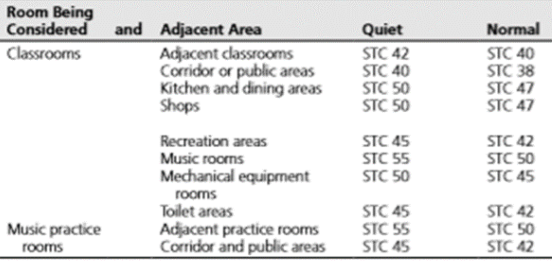 Room Being
Considered and Adjacent Area Quiet Normal
Classrooms Adjacent classrooms STC 42 STC 40
Corridor or public areas STC 40 STC 38
Kitchen and dining areas STC 50 STC 47
Shops STC 50 STC 47
Recreation areas STC 45 STC 42
Music rooms STC 55 STC 50
Mechanical equipment STC 50 STC 45
rooms
Toilet areas STC 45 STC 42
Music practice Adjacent practice rooms STC 55 STC 50
rooms Corridor and public areas STC 45 STC 42